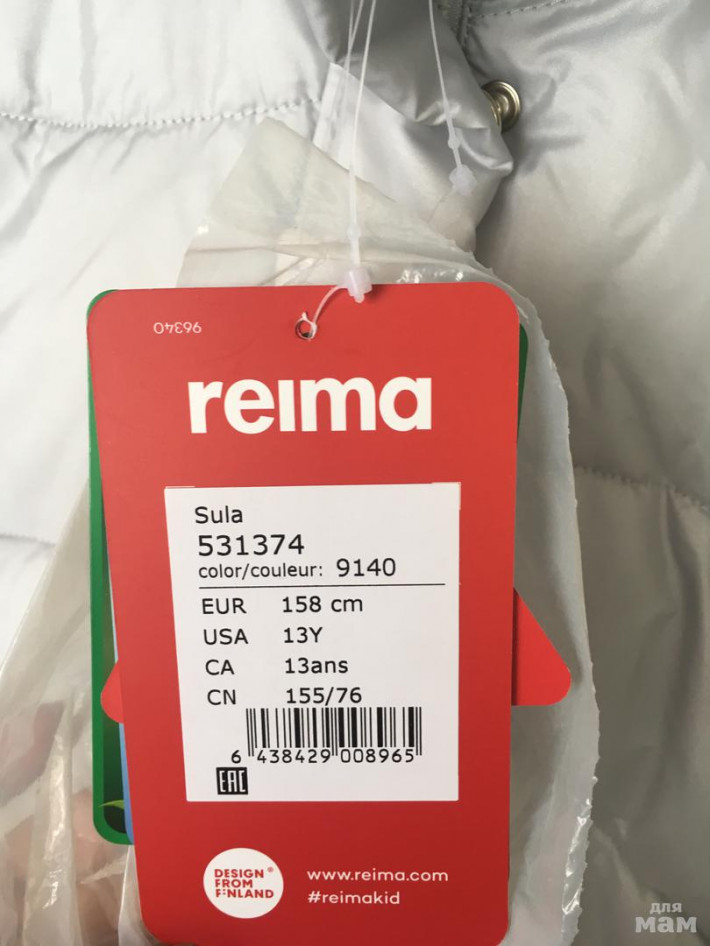 96340
reima
Sula
531374
color/couleur: 9140
EUR 158 cm
USA 13Y
CA 13ans
CN 155/76
6 438429 008965
EAC
DESIGN ®
FROM
FINLAND
www.reima.com
#reimakid
для
мам